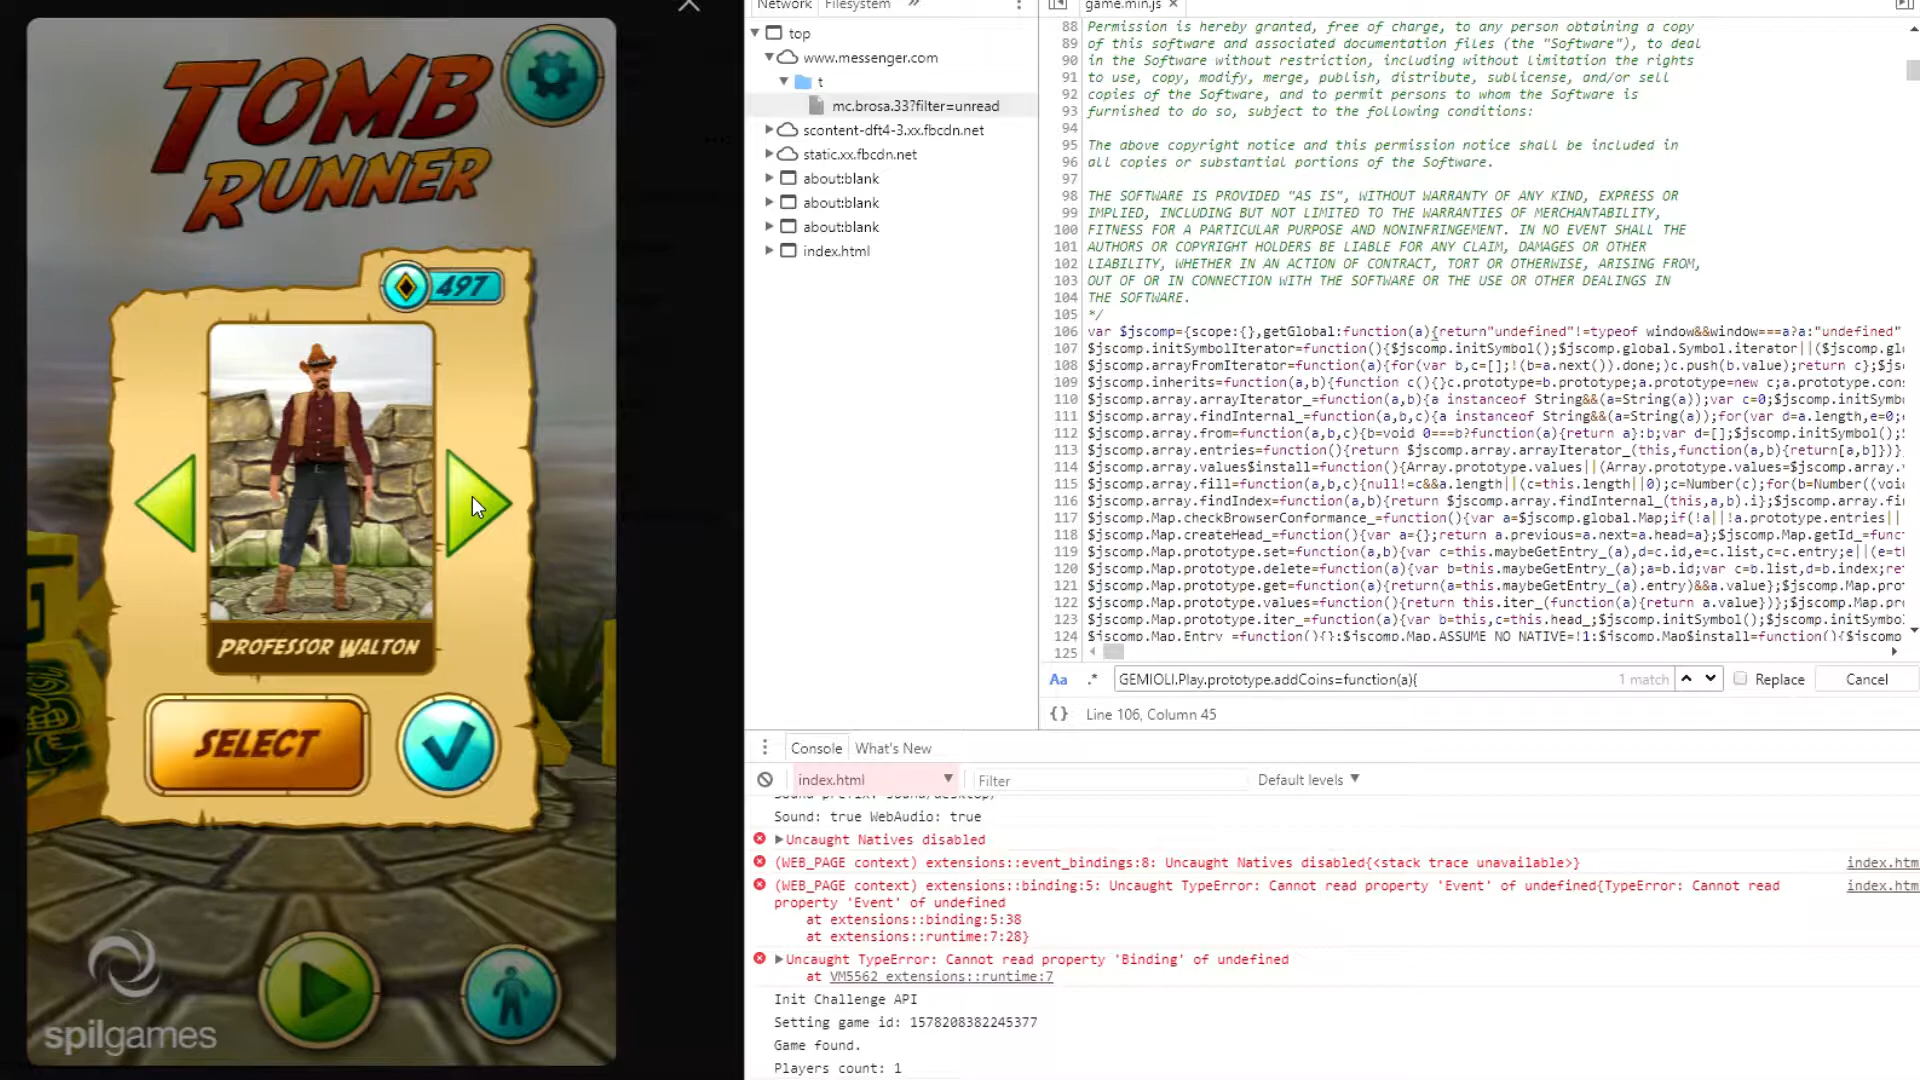 TOMB
RUNNER
497
PROFESSOR WALTON
SELECT
spilgames
Network Filesystem »
top
www.messenger.com
t
mc.brosa.33?filter=unread
scontent-dft4-3.xx.fbcdn.net
static.xx.fbcdn.net
about:blank
about:blank
about:blank
index.html
game.min.js ×
88 Permission is hereby granted, free of charge, to any person obtaining a copy
89 of this software and associated documentation files (the "Software"), to deal
90 in the Software without restriction, including without limitation the rights
91 to use, copy, modify, merge, publish, distribute, sublicense, and/or sell
92 copies of the Software, and to permit persons to whom the Software is
93 furnished to do so, subject to the following conditions:
94
95 The above copyright notice and this permission notice shall be included in
96 all copies or substantial portions of the Software.
97
98 THE SOFTWARE IS PROVIDED "AS IS", WITHOUT WARRANTY OF ANY KIND, EXPRESS OR
99 IMPLIED, INCLUDING BUT NOT LIMITED TO THE WARRANTIES OF MERCHANTABILITY,
100 FITNESS FOR A PARTICULAR PURPOSE AND NONINFRINGEMENT. IN NO EVENT SHALL THE
101 AUTHORS OR COPYRIGHT HOLDERS BE LIABLE FOR ANY CLAIM, DAMAGES OR OTHER
102 LIABILITY, WHETHER IN AN ACTION OF CONTRACT, TORT OR OTHERWISE, ARISING FROM,
103 OUT OF OR IN CONNECTION WITH THE SOFTWARE OR THE USE OR OTHER DEALINGS IN
104 THE SOFTWARE.
105 */
106 var $jscomp={scope:{},getGlobal:function(a){return"undefined"!=typeof window&&window===a?a:"undefined"
107 $jscomp.initSymbolIterator=function(){$jscomp.initSymbol();$jscomp.global.Symbol.iterator||($jscomp.gl
108 $jscomp.arrayFromIterator=function(a){for(var b,c=[];!(b=a.next()).done;)c.push(b.value);return c};$js
109 $jscomp.inherits=function(a,b){function c(){}c.prototype=b.prototype;a.prototype=new c;a.prototype.con
110 $jscomp.array.arrayIterator_=function(a,b){a instanceof String&&(a=String(a));var c=0;$jscomp.initSymb
111 $jscomp.array.findInternal_=function(a,b,c){a instanceof String&&(a=String(a));for(var d=a.length,e=0;
112 $jscomp.array.from=function(a,b,c){b=void 0===b?function(a){return a}:b;var d=[];$jscomp.initSymbol();
113 $jscomp.array.entries=function(){return $jscomp.array.arrayIterator_(this,function(a,b){return[a,b]})}
114 $jscomp.array.values$install=function(){Array.prototype.values||(Array.prototype.values=$jscomp.array.
115 $jscomp.array.fill=function(a,b,c){null!=c&&a.length||(c=this.length||0);c=Number(c);for(b=Number((voi
116 $jscomp.array.findIndex=function(a,b){return $jscomp.array.findInternal_(this,a,b).i};$jscomp.array.fi
117 $jscomp.Map.checkBrowserConformance_=function(){var a=$jscomp.global.Map;if(!a||!a.prototype.entries||
118 $jscomp.Map.createHead_=function(){var a={};return a.previous=a.next=a.head=a};$jscomp.Map.getId_=func
119 $jscomp.Map.prototype.set=function(a,b){var c=this.maybeGetEntry_(a),d=c.id,e=c.list,c=c.entry;e||(e=t
120 $jscomp.Map.prototype.delete=function(a){var b=this.maybeGetEntry_(a);a=b.id;var c=b.list,d=b.index;re
121 $jscomp.Map.prototype.get=function(a){return(a=this.maybeGetEntry_(a).entry)&&a.value};$jscomp.Map.pro
122 $jscomp.Map.prototype.values=function(){return this.iter_(function(a){return a.value})};$jscomp.Map.pr
123 $jscomp.Map.prototype.iter_=function(a){var b=this,c=this.head_;$jscomp.initSymbol();$jscomp.initSymbo
124 $jscomp.Map.Entry_=function(){};$jscomp.Map.ASSUME_NO_NATIVE=!1;$jscomp.Map$install=function(){$jscomp
125
Aa .* GEMIOLI.Play.prototype.addCoins=function(a){ 1 match Replace Cancel
{} Line 106, Column 45
Console What's New
index.html Filter Default levels
Sound prefix: sound/desktop/
Sound: true WebAudio: true
Uncaught Natives disabled
(WEB_PAGE context) extensions::event_bindings:8: Uncaught Natives disabled{<stack trace unavailable>} index.htm
(WEB_PAGE context) extensions::binding:5: Uncaught TypeError: Cannot read property 'Event' of undefined{TypeError: Cannot read index.htm
property 'Event' of undefined
at extensions::binding:5:38
at extensions::runtime:7:28}
Uncaught TypeError: Cannot read property 'Binding' of undefined
at VM5562 extensions::runtime:7
Init Challenge API
Setting game id: 1578208382245377
Game found.
Players count: 1